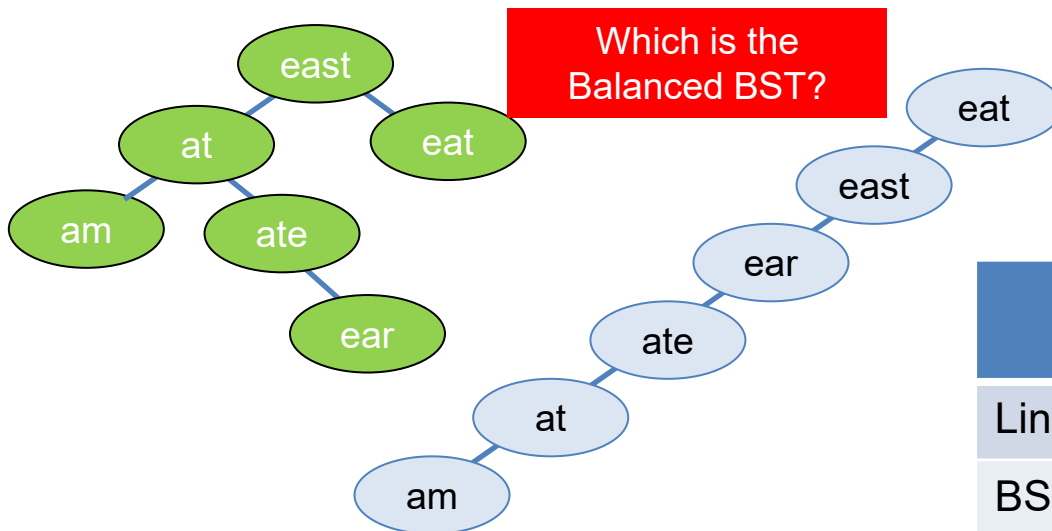 east
Which is the
Balanced BST?
at
eat
am
ate
ear
eat
east
ear
ate
at
am
Lin
BS